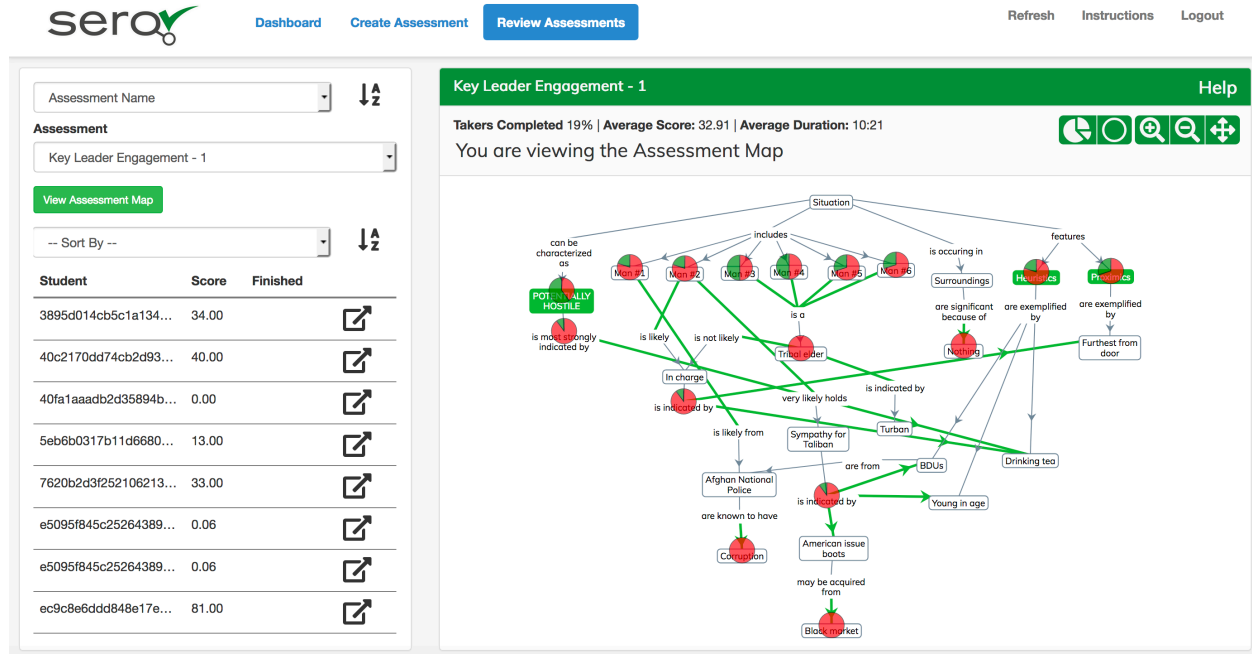 sero
Dashboard
Create Assessment
Review Assessments
Refresh
Instructions
Logout
Assessment Name
A
Z
Assessment
Key Leader Engagement - 1
View Assessment Map
-- Sort By --
A
Z
Student Score Finished
3895d014cb5c1a134... 34.00
40c2170dd74cb2d93... 40.00
40fa1aaadb2d35894b... 0.00
5eb6b0317b11d6680... 13.00
7620b2d3f252106213... 33.00
e5095f845c25264389... 0.06
e5095f845c25264389... 0.06
ec9c8e6ddd848e17e... 81.00
Key Leader Engagement - 1
Help
Takers Completed 19% | Average Score: 32.91 | Average Duration: 10:21
You are viewing the Assessment Map
Situation
can be
characterized
as
includes
is occuring in
features
Man #1
Man #2
Man #3
Man #4
Man #5
Man #6
Surroundings
Heuristics
Proximics
POTENTIALLY
HOSTILE
are significant
because of
are exemplified
by
are exemplified
by
is a
is most strongly
indicated by
is likely
is not likely
Tribal elder
Nothing
Furthest from
door
In charge
is indicated by
very likely holds
is indicated by
is likely from
Sympathy for
Taliban
Turban
are from
BDUs
Drinking tea
Afghan National
Police
is indicated by
Young in age
are known to have
American issue
boots
Corruption
may be acquired
from
Black market